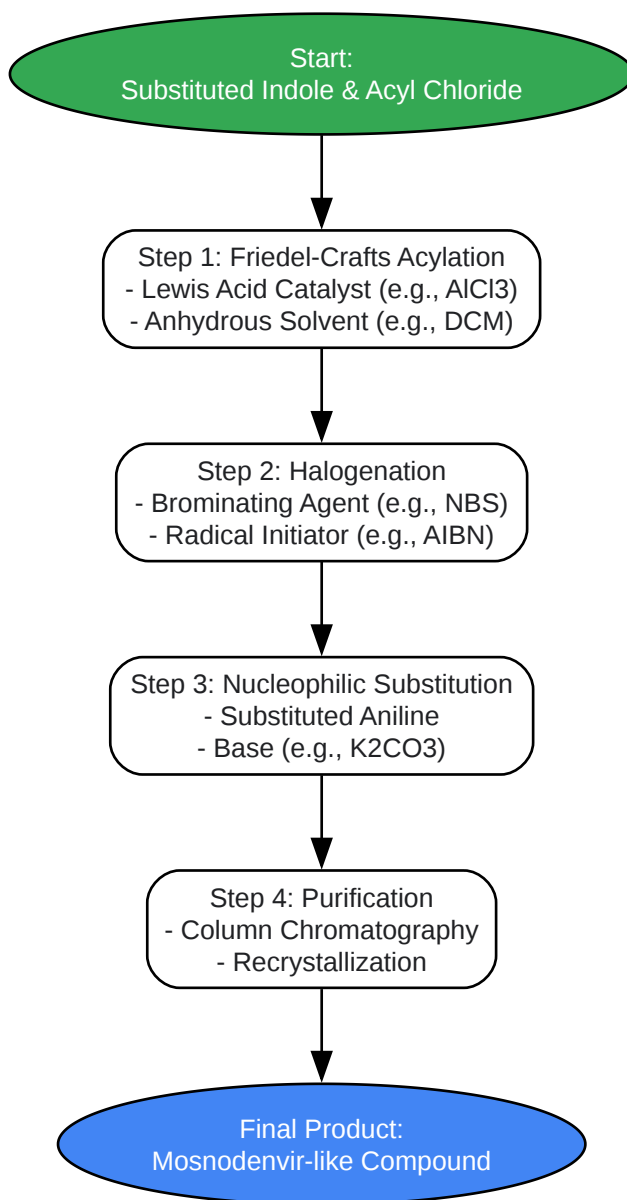 Start:
Substituted Indole & Acyl Chloride
Step 1: Friedel-Crafts Acylation
- Lewis Acid Catalyst (e.g., AlCl3)
- Anhydrous Solvent (e.g., DCM)
Step 2: Halogenation
- Brominating Agent (e.g., NBS)
- Radical Initiator (e.g., AIBN)
Step 3: Nucleophilic Substitution
- Substituted Aniline
- Base (e.g., K2CO3)
Step 4: Purification
- Column Chromatography
- Recrystallization
Final Product:
Mosnodenvir-like Compound